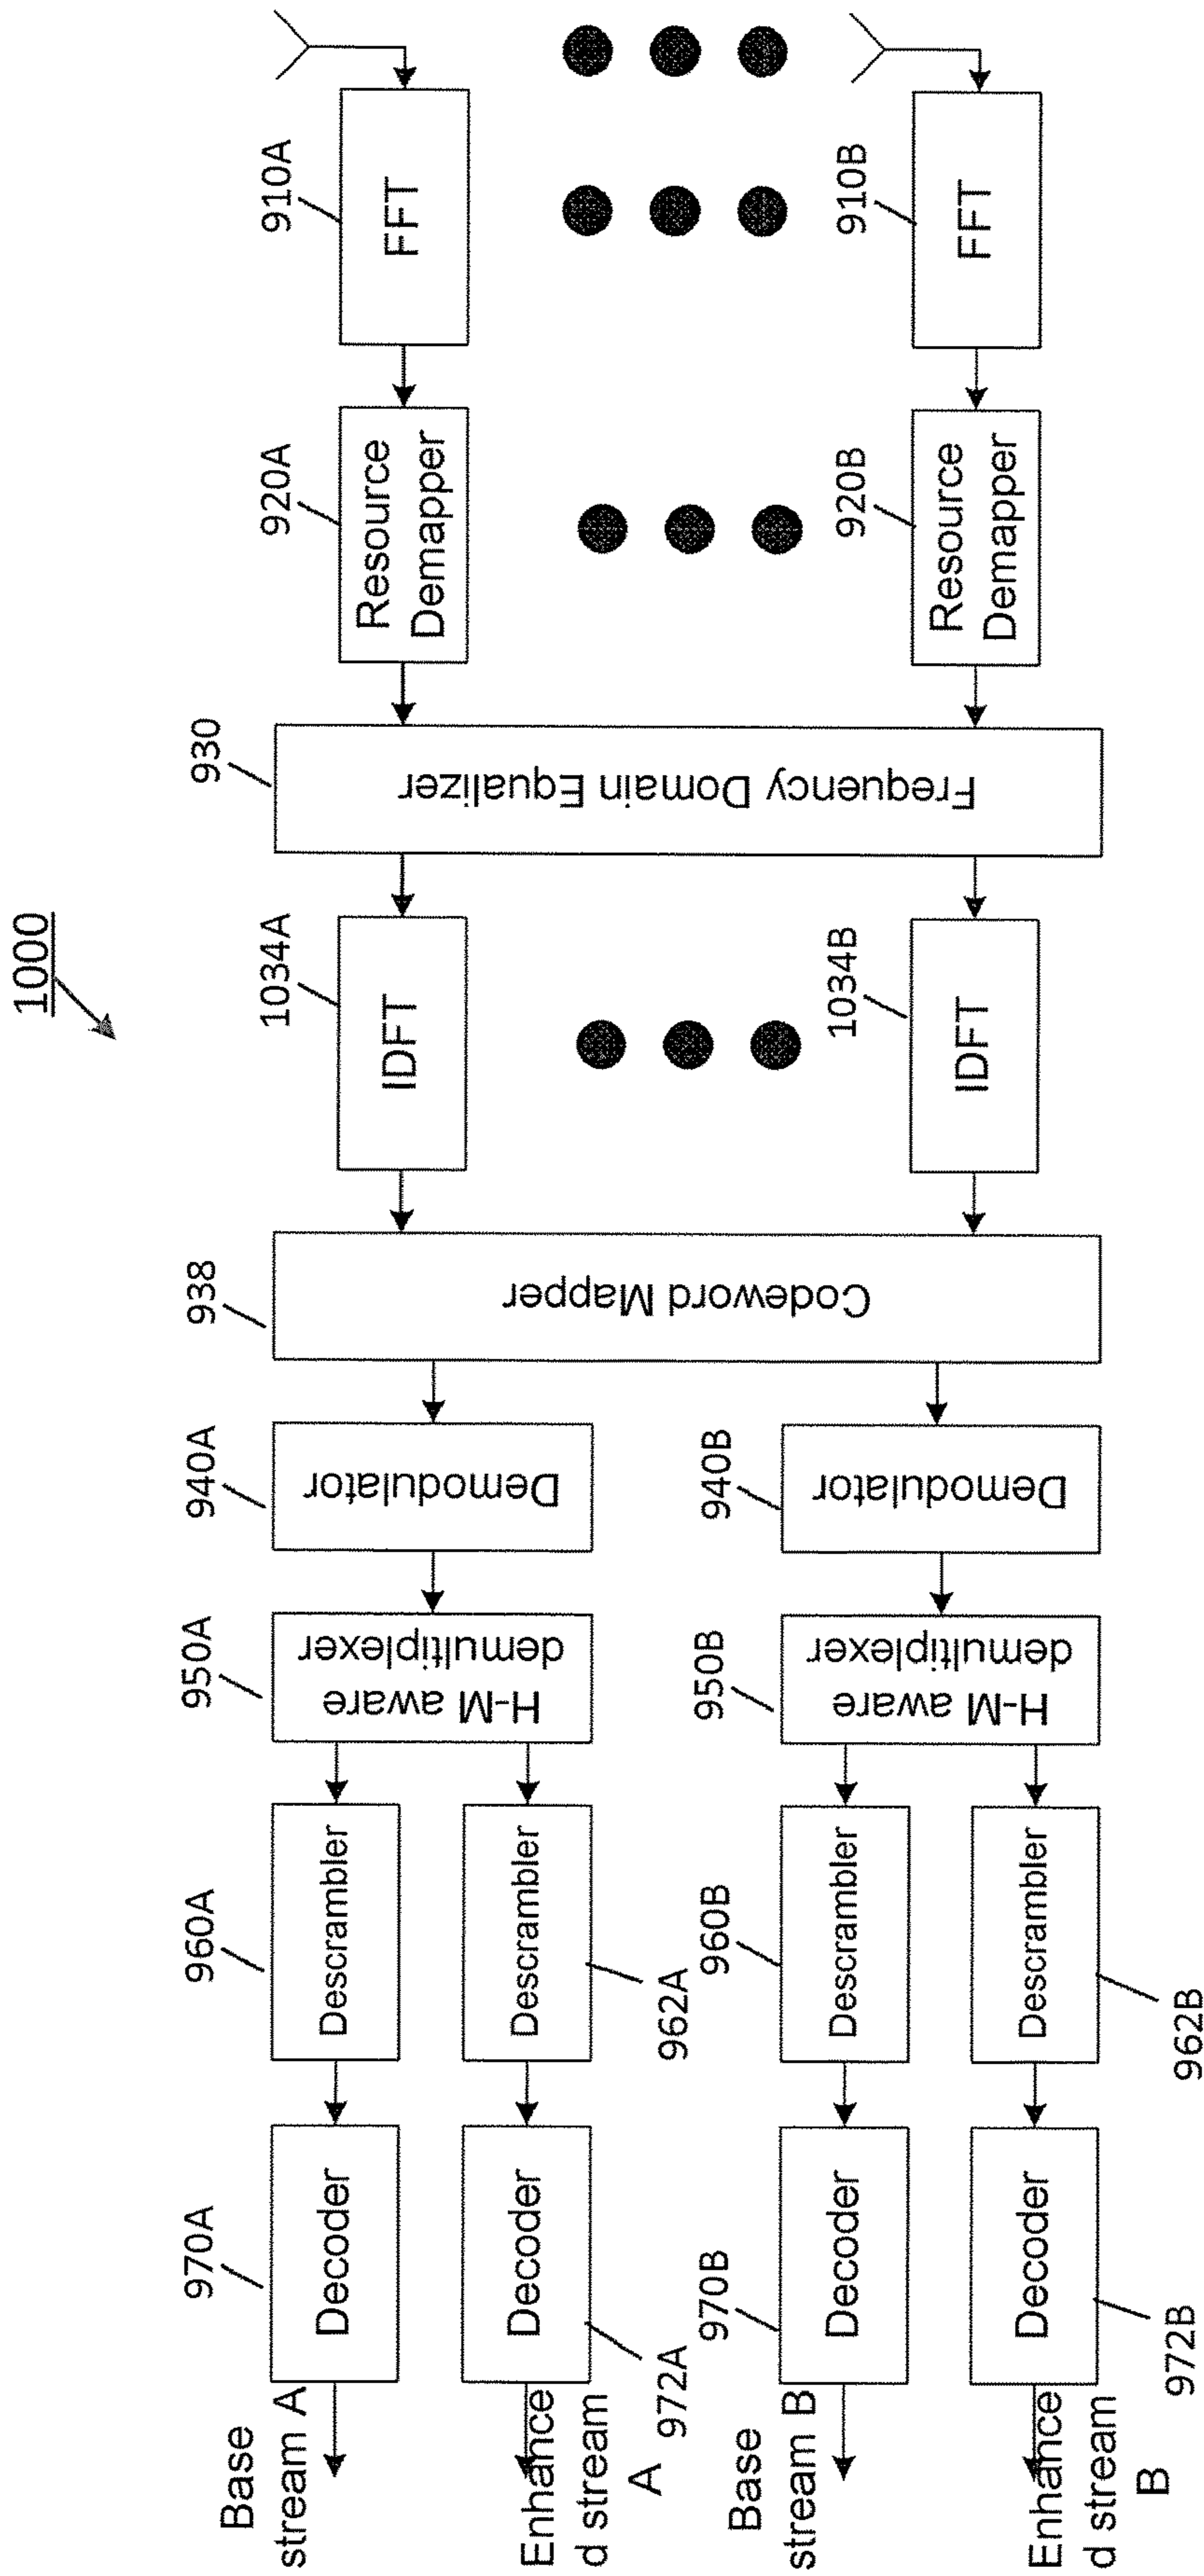 1000
910A
FFT
910B
FFT
920A
Resource
Demapper
920B
Resource
Demapper
930
Frequency Domain Equalizer
1034A
IDFT
1034B
IDFT
938
Codeword Mapper
940A
Demodulator
940B
Demodulator
950A
H-M aware
demultiplexer
950B
H-M aware
demultiplexer
960A
Descrambler
962A
Descrambler
960B
Descrambler
962B
Descrambler
970A
Decoder
972A
Decoder
970B
Decoder
972B
Decoder
Base
stream A
Enhance
d stream
A
Base
stream B
Enhance
d stream
B